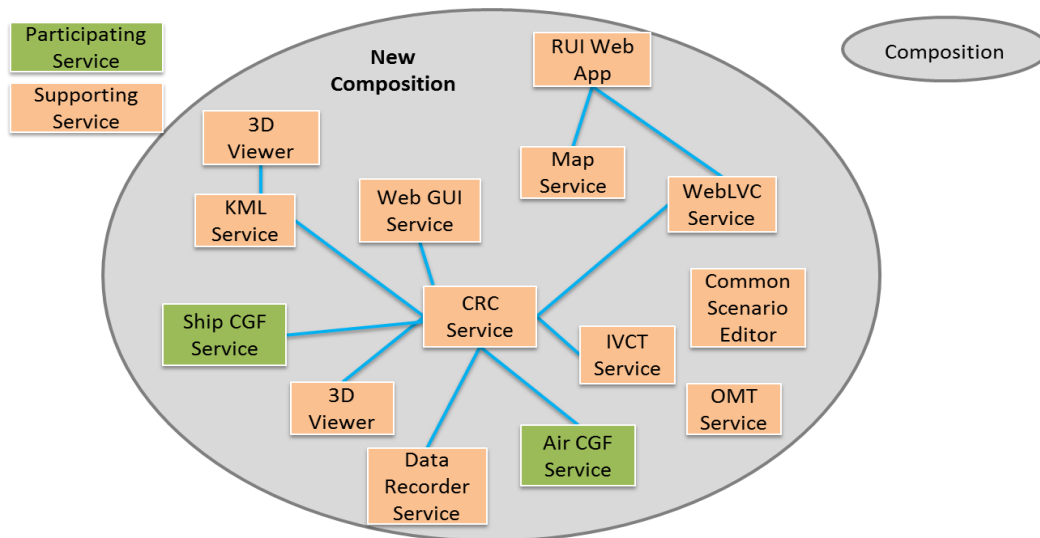 Participating
Service
Supporting
Service
New
Composition
RUI Web
App
Composition
3D
Viewer
Map
Service
KML
Service
Web GUI
Service
WebLVC
Service
CRC
Service
Common
Scenario
Editor
Ship CGF
Service
IVCT
Service
3D
Viewer
OMT
Service
Air CGF
Service
Data
Recorder
Service